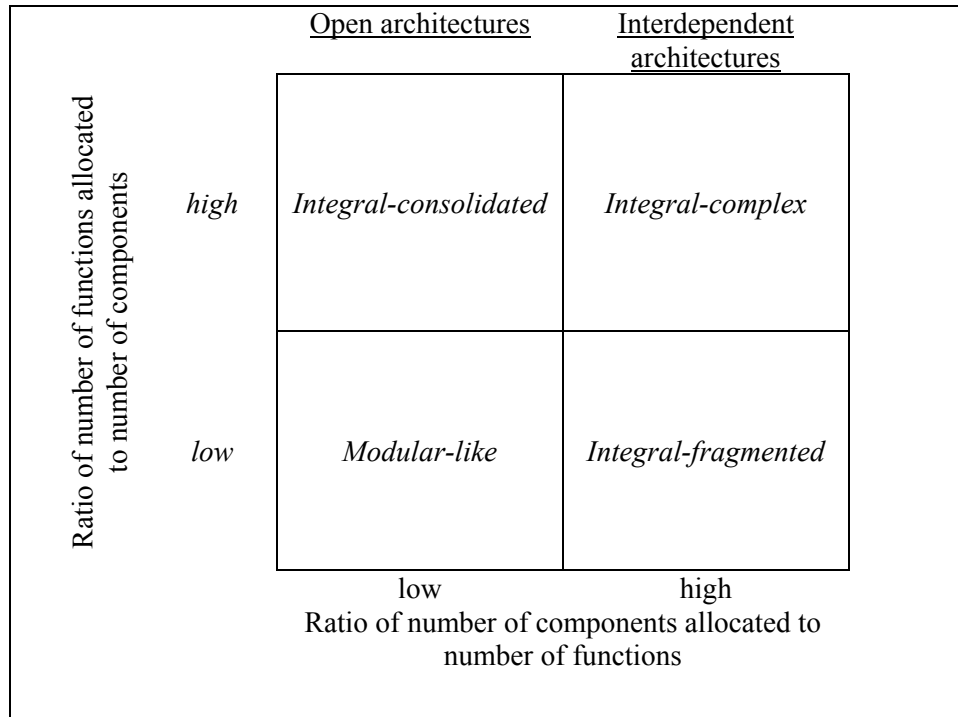 Open architectures
Interdependent
architectures
Ratio of number of functions allocated
to number of components
high
Integral-consolidated
Integral-complex
low
Modular-like
Integral-fragmented
low
high
Ratio of number of components allocated to
number of functions